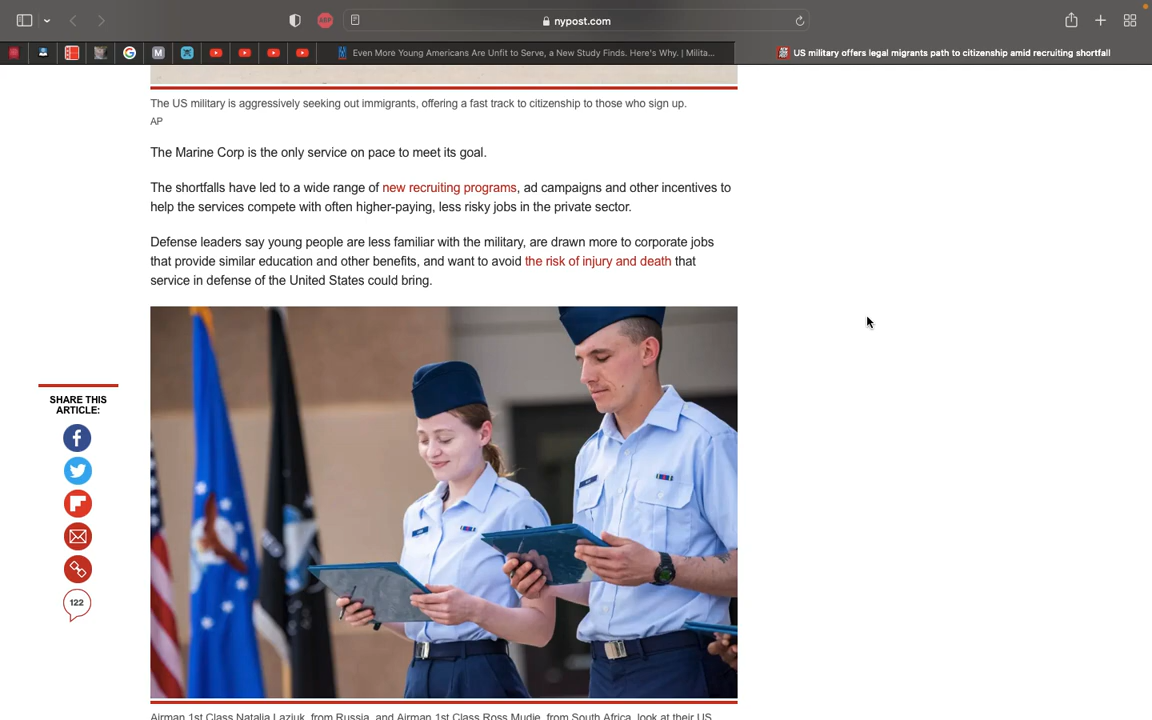 nypost.com
Even More Young Americans Are Unfit to Serve, a New Study Finds. Here's Why. | Milita...
US military offers legal migrants path to citizenship amid recruiting shortfall
The US military is aggressively seeking out immigrants, offering a fast track to citizenship to those who sign up.
AP
The Marine Corp is the only service on pace to meet its goal.
The shortfalls have led to a wide range of new recruiting programs, ad campaigns and other incentives to
help the services compete with often higher-paying, less risky jobs in the private sector.
Defense leaders say young people are less familiar with the military, are drawn more to corporate jobs
that provide similar education and other benefits, and want to avoid the risk of injury and death that
service in defense of the United States could bring.
SHARE THIS
ARTICLE:
122
Airman 1st Class Natalia Laziuk, from Russia, and Airman 1st Class Ross Mudie, from South Africa, look at their US